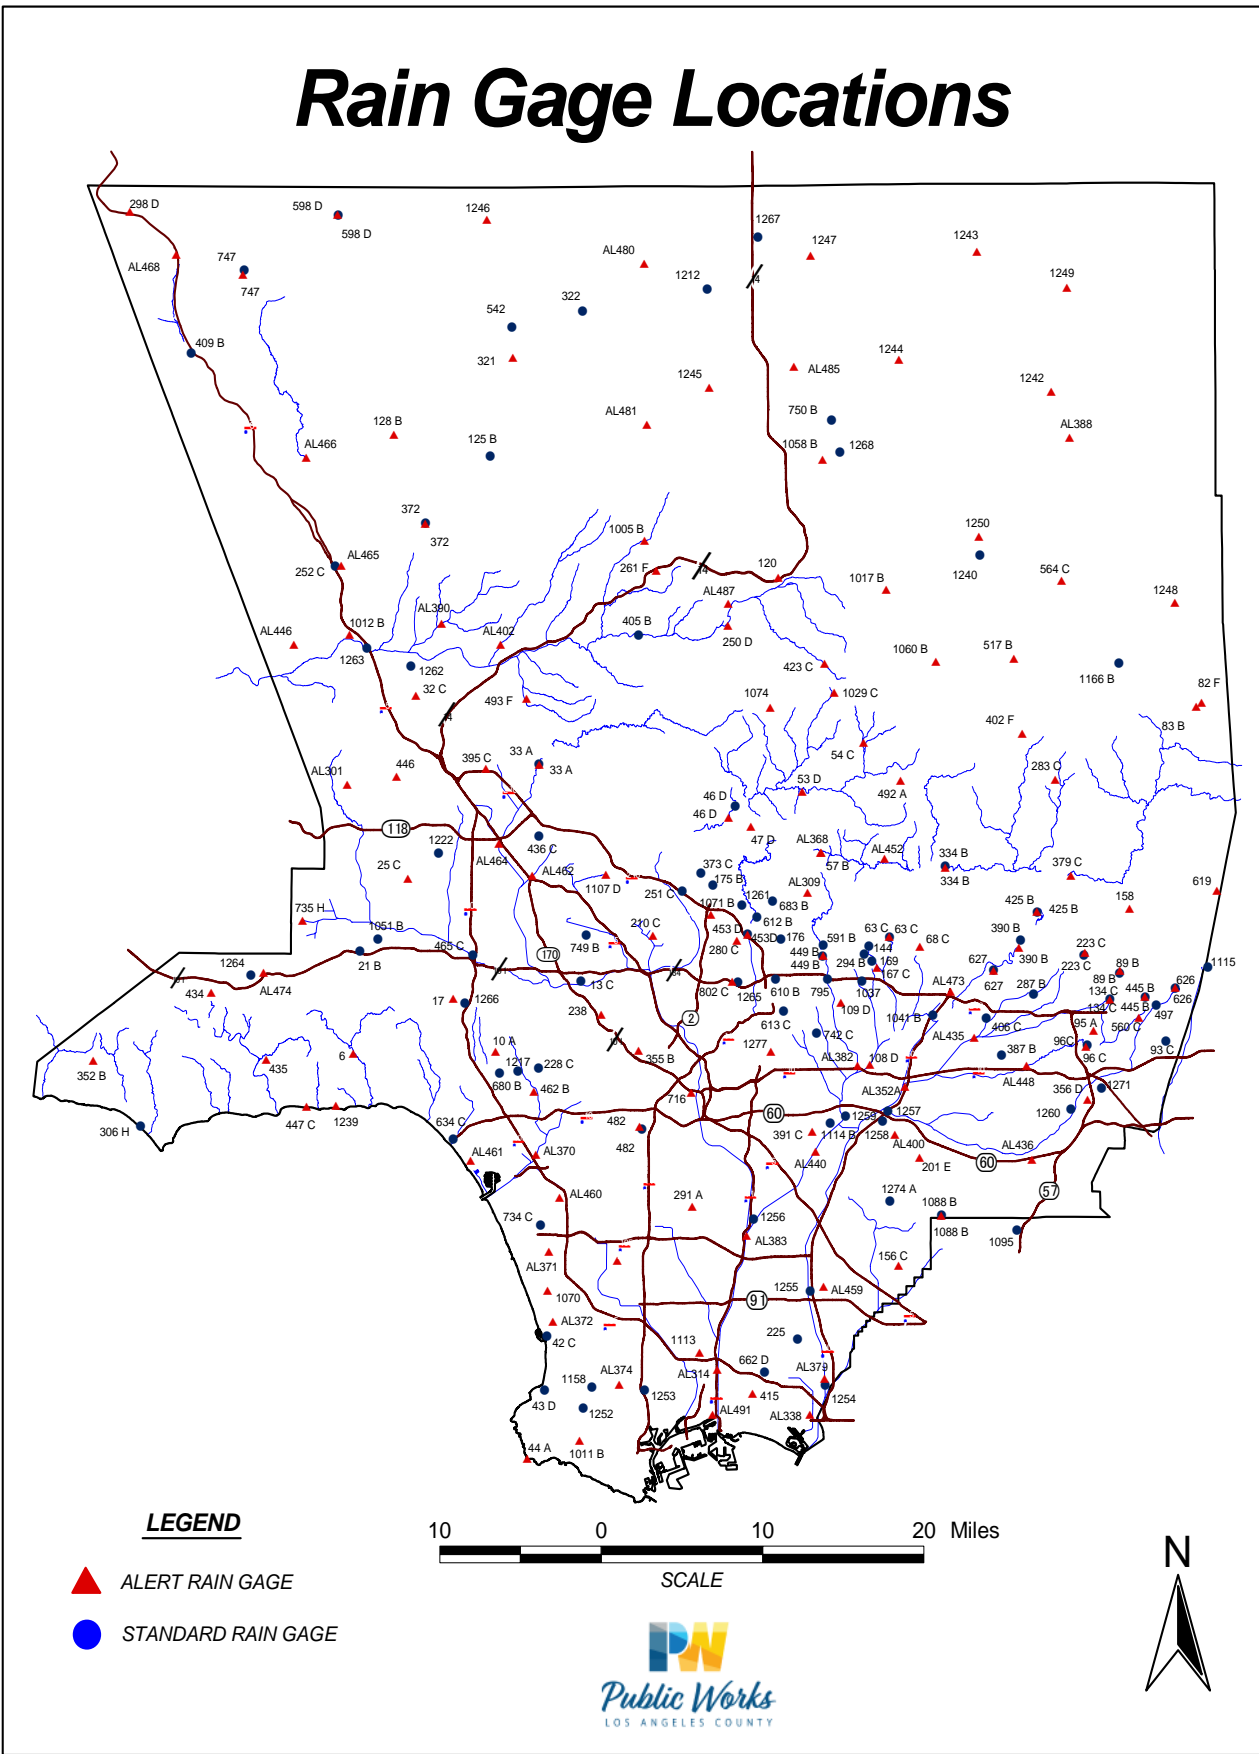 Rain Gage Locations
298 D
598 D
598 D
1246
1267
AL480
1247
1243
AL468
747
747
1212
1249
322
542
409 B
321
1244
AL485
1245
1242
AL481
750 B
128 B
125 B
AL466
1058 B
1268
AL388
372
372
1005 B
1250
14
AL465
252 C
261 F
14
120
1240
564 C
1017 B
AL487
1248
AL390
1012 B
AL446
AL402
405 B
250 D
1263
1262
423 C
1060 B
517 B
1166 B
32 C
493 F
1074
1029 C
82 F
14
402 F
83 B
54 C
33 A
33 A
395 C
446
AL301
53 D
492 A
283 C
46 D
46 D
118
47 D
1222
436 C
AL368
AL464
57 B
AL452
334 B
334 B
379 C
25 C
AL462
1107 D
373 C
175 B
251 C
1261
AL309
683 B
619
735 H
1071 B
612 B
425 B
425 B
158
1051 B
210 C
453 D
453D
176
591 B
63 C
63 C
68 C
390 B
390 B
465 C
749 B
280 C
449 B
449 B
144
294 B
169
67 C
223 C
223 C
21 B
170
627
627
89 B
89 B
1115
1264
101
101
134
AL474
434
13 C
802 C
1265
610 B
795
1037
AL473
287 B
134 C
134 C
445 B
445 B
626
626
17
1266
238
2
109 D
613 C
1041 B
406 C
95 A
560 C
497
101
10 A
742 C
AL435
96C
96 C
93 C
352 B
435
6
1217
228 C
355 B
1277
AL382
108 D
387 B
AL448
680 B
462 B
716
AL352A
356 D
1271
306 H
447 C
1239
634 C
60
1259
1257
1260
482
482
391 C
1114 B
1258
AL400
AL461
AL370
AL440
201 E
60
AL436
AL460
291 A
1274 A
57
734 C
1256
1088 B
1088 B
1095
AL371
AL383
156 C
1070
1255
AL459
91
AL372
42 C
225
1113
662 D
AL379
AL314
1158
AL374
43 D
1252
1253
415
1254
AL491
AL338
44 A
1011 B
LEGEND
10 0 10 20 Miles
SCALE
ALERT RAIN GAGE
STANDARD RAIN GAGE
N
PW
Public Works
LOS ANGELES COUNTY